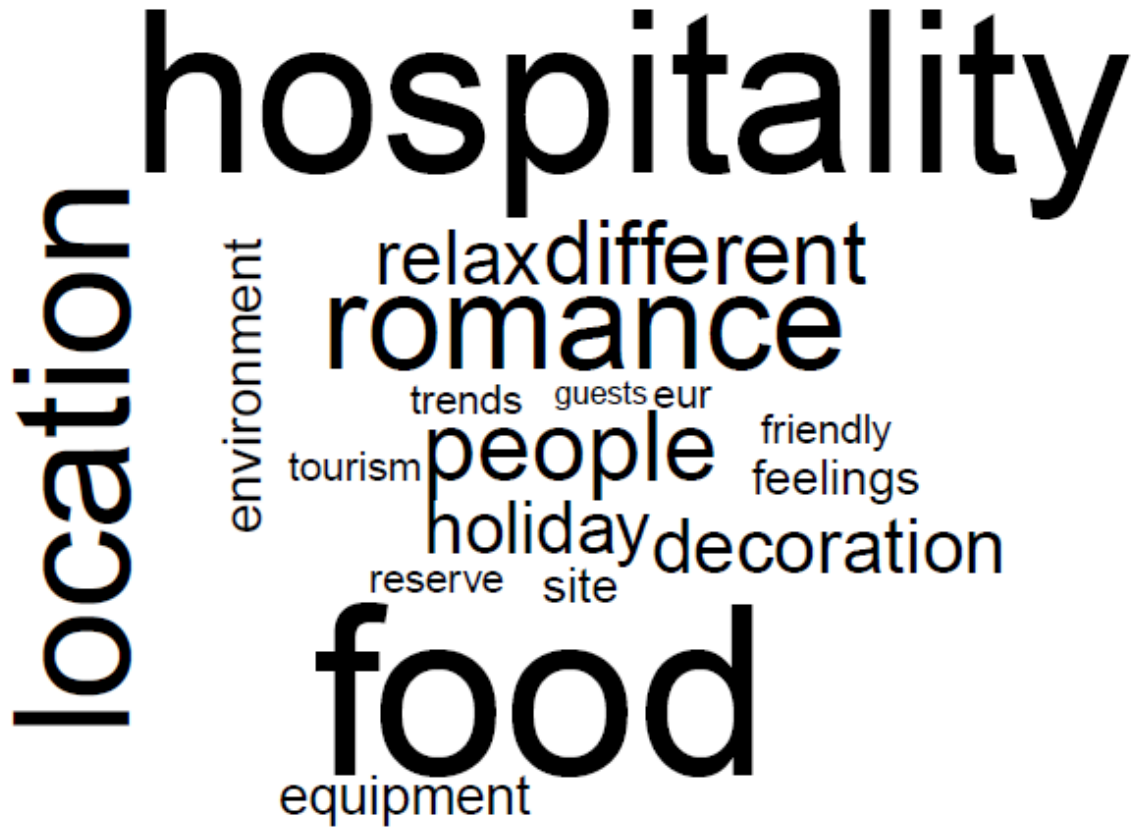 hospitality
location
environment
relax different
romance
trends guests eur
people
friendly
tourism
feelings
holiday
decoration
reserve site
food
equipment